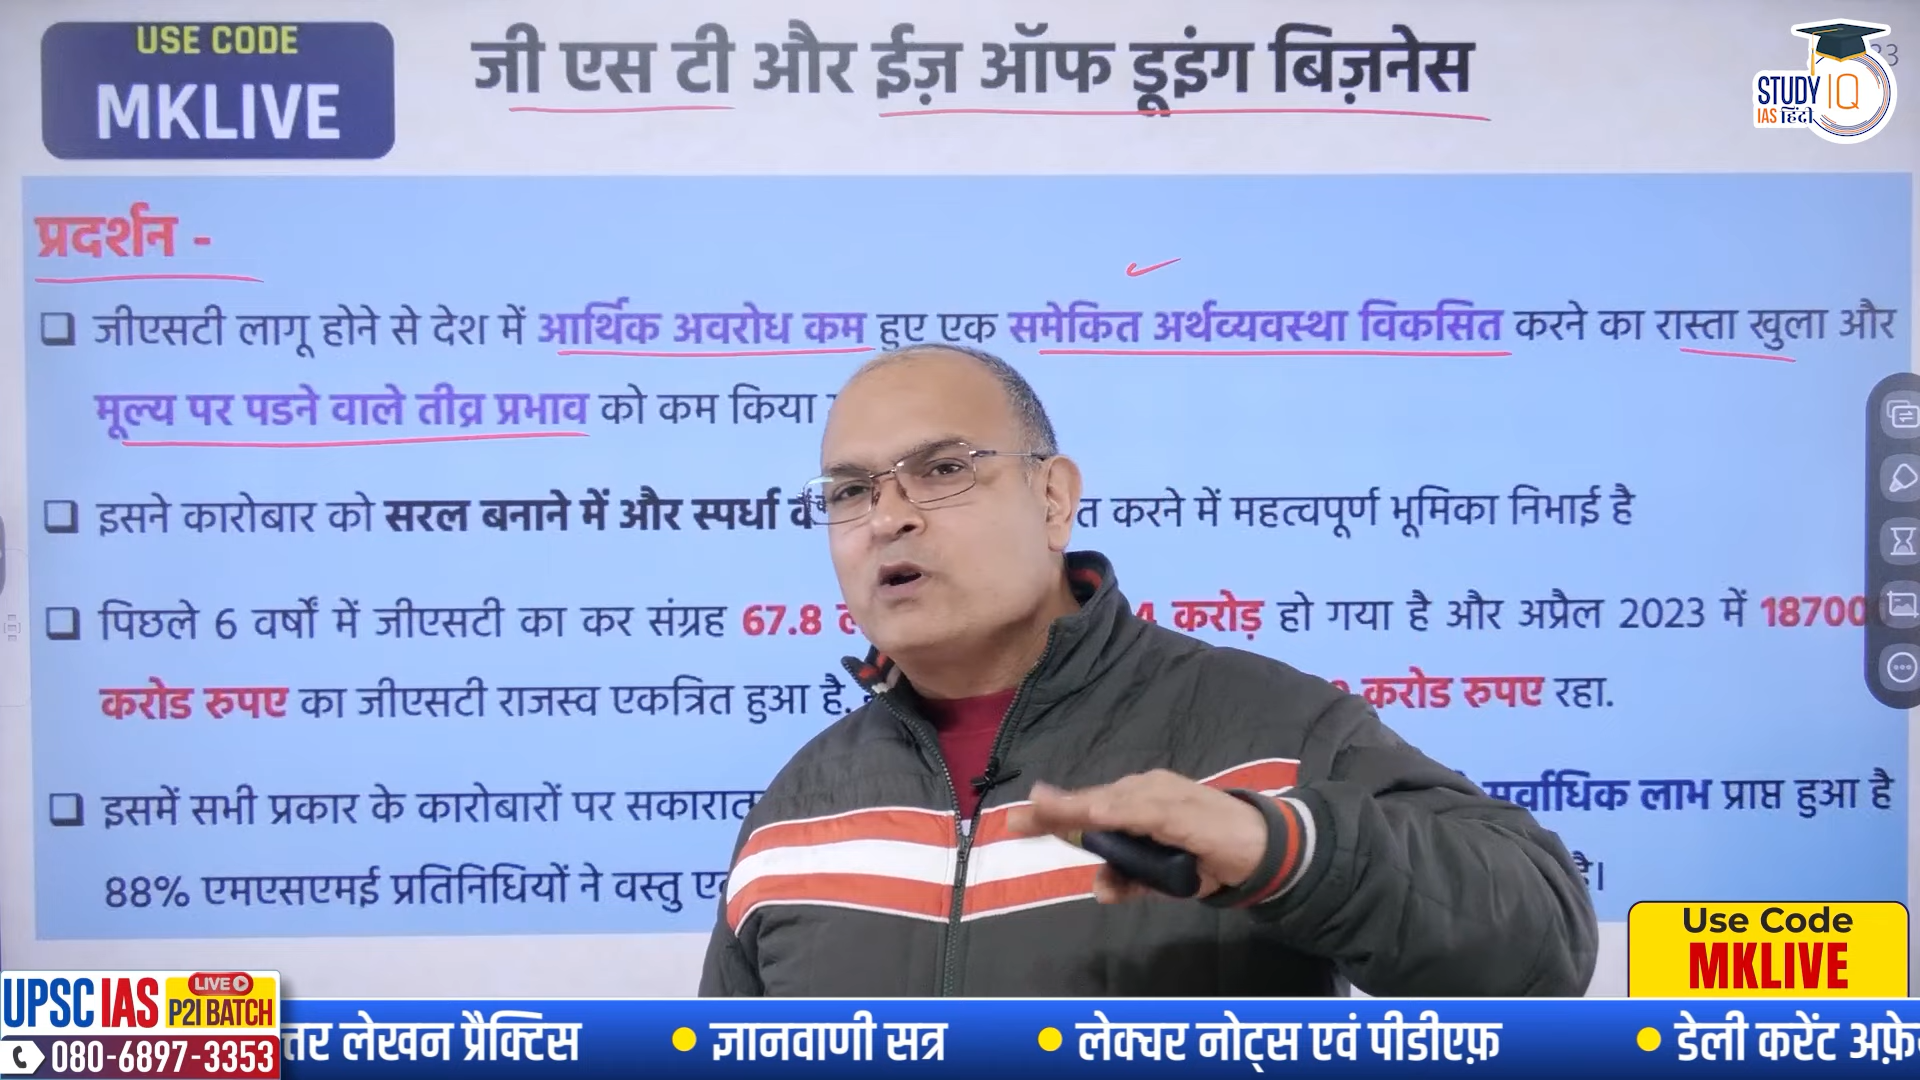 USE CODE
MKLIVE
जी एस टी और ईज़ ऑफ डूइंग बिज़नेस
STUDY IQ
IAS हिंदी
प्रदर्शन -
जीएसटी लागू होने से देश में आर्थिक अवरोध कम हुए एक समेकित अर्थव्यवस्था विकसित करने का रास्ता खुला और
मूल्य पर पडने वाले तीव्र प्रभाव को कम किया
इसने कारोबार को सरल बनाने में और स्पर्धा करने में महत्वपूर्ण भूमिका निभाई है
पिछले 6 वर्षों में जीएसटी का कर संग्रह 67.8 करोड़ हो गया है और अप्रैल 2023 में 18700
करोड रुपए का जीएसटी राजस्व एकत्रित हुआ है. करोड रुपए रहा.
इसमें सभी प्रकार के कारोबारों पर सर्वाधिक लाभ प्राप्त हुआ है
88% एमएसएमई प्रतिनिधियों ने वस्तु है।
Use Code
MKLIVE
UPSC IAS LIVE P2I BATCH
080-6897-3353
लेखन प्रैक्टिस • ज्ञानवाणी सत्र • लेक्चर नोट्स एवं पीडीएफ़ • डेली करेंट